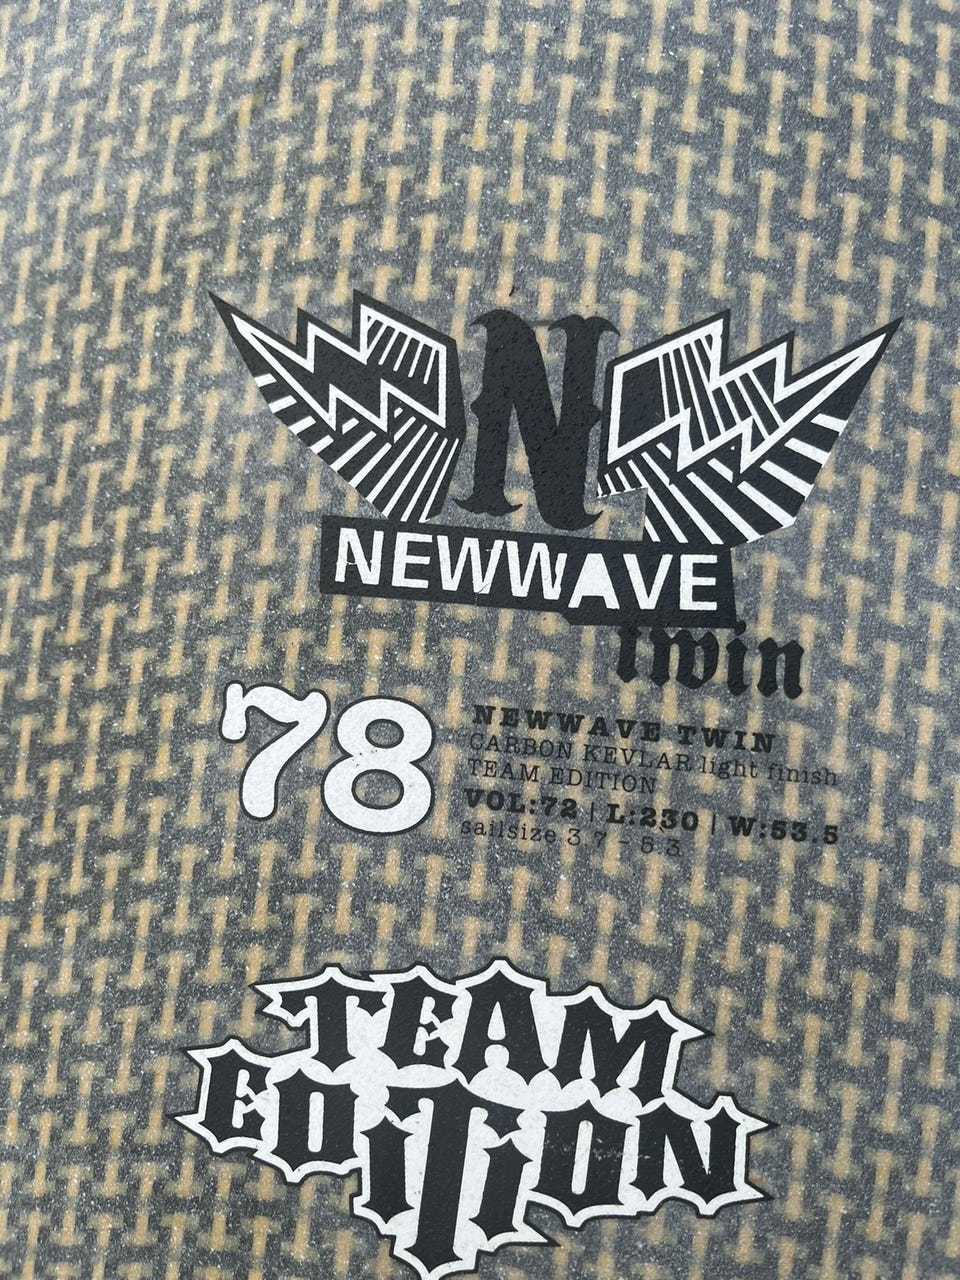 N
NEWWAVE
twin
78
NEWWAVE TWIN
CARBON KEVLAR light finish
TEAM EDITION
VOL:72 | L:230 | W:53.5
sailsize 3.7 - 5.3
TEAM
EDITION